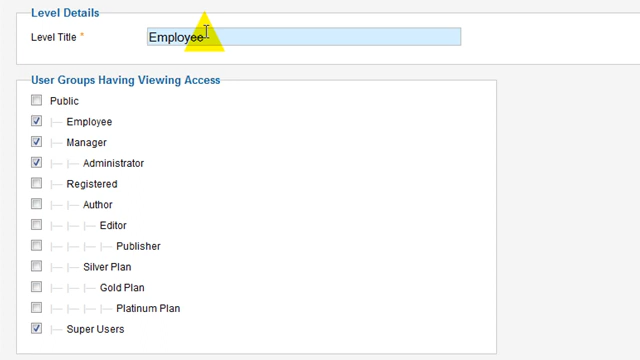 Level Details
Level Title * Employee
User Groups Having Viewing Access
Public
Employee
Manager
Administrator
Registered
Author
Editor
Publisher
Silver Plan
Gold Plan
Platinum Plan
Super Users